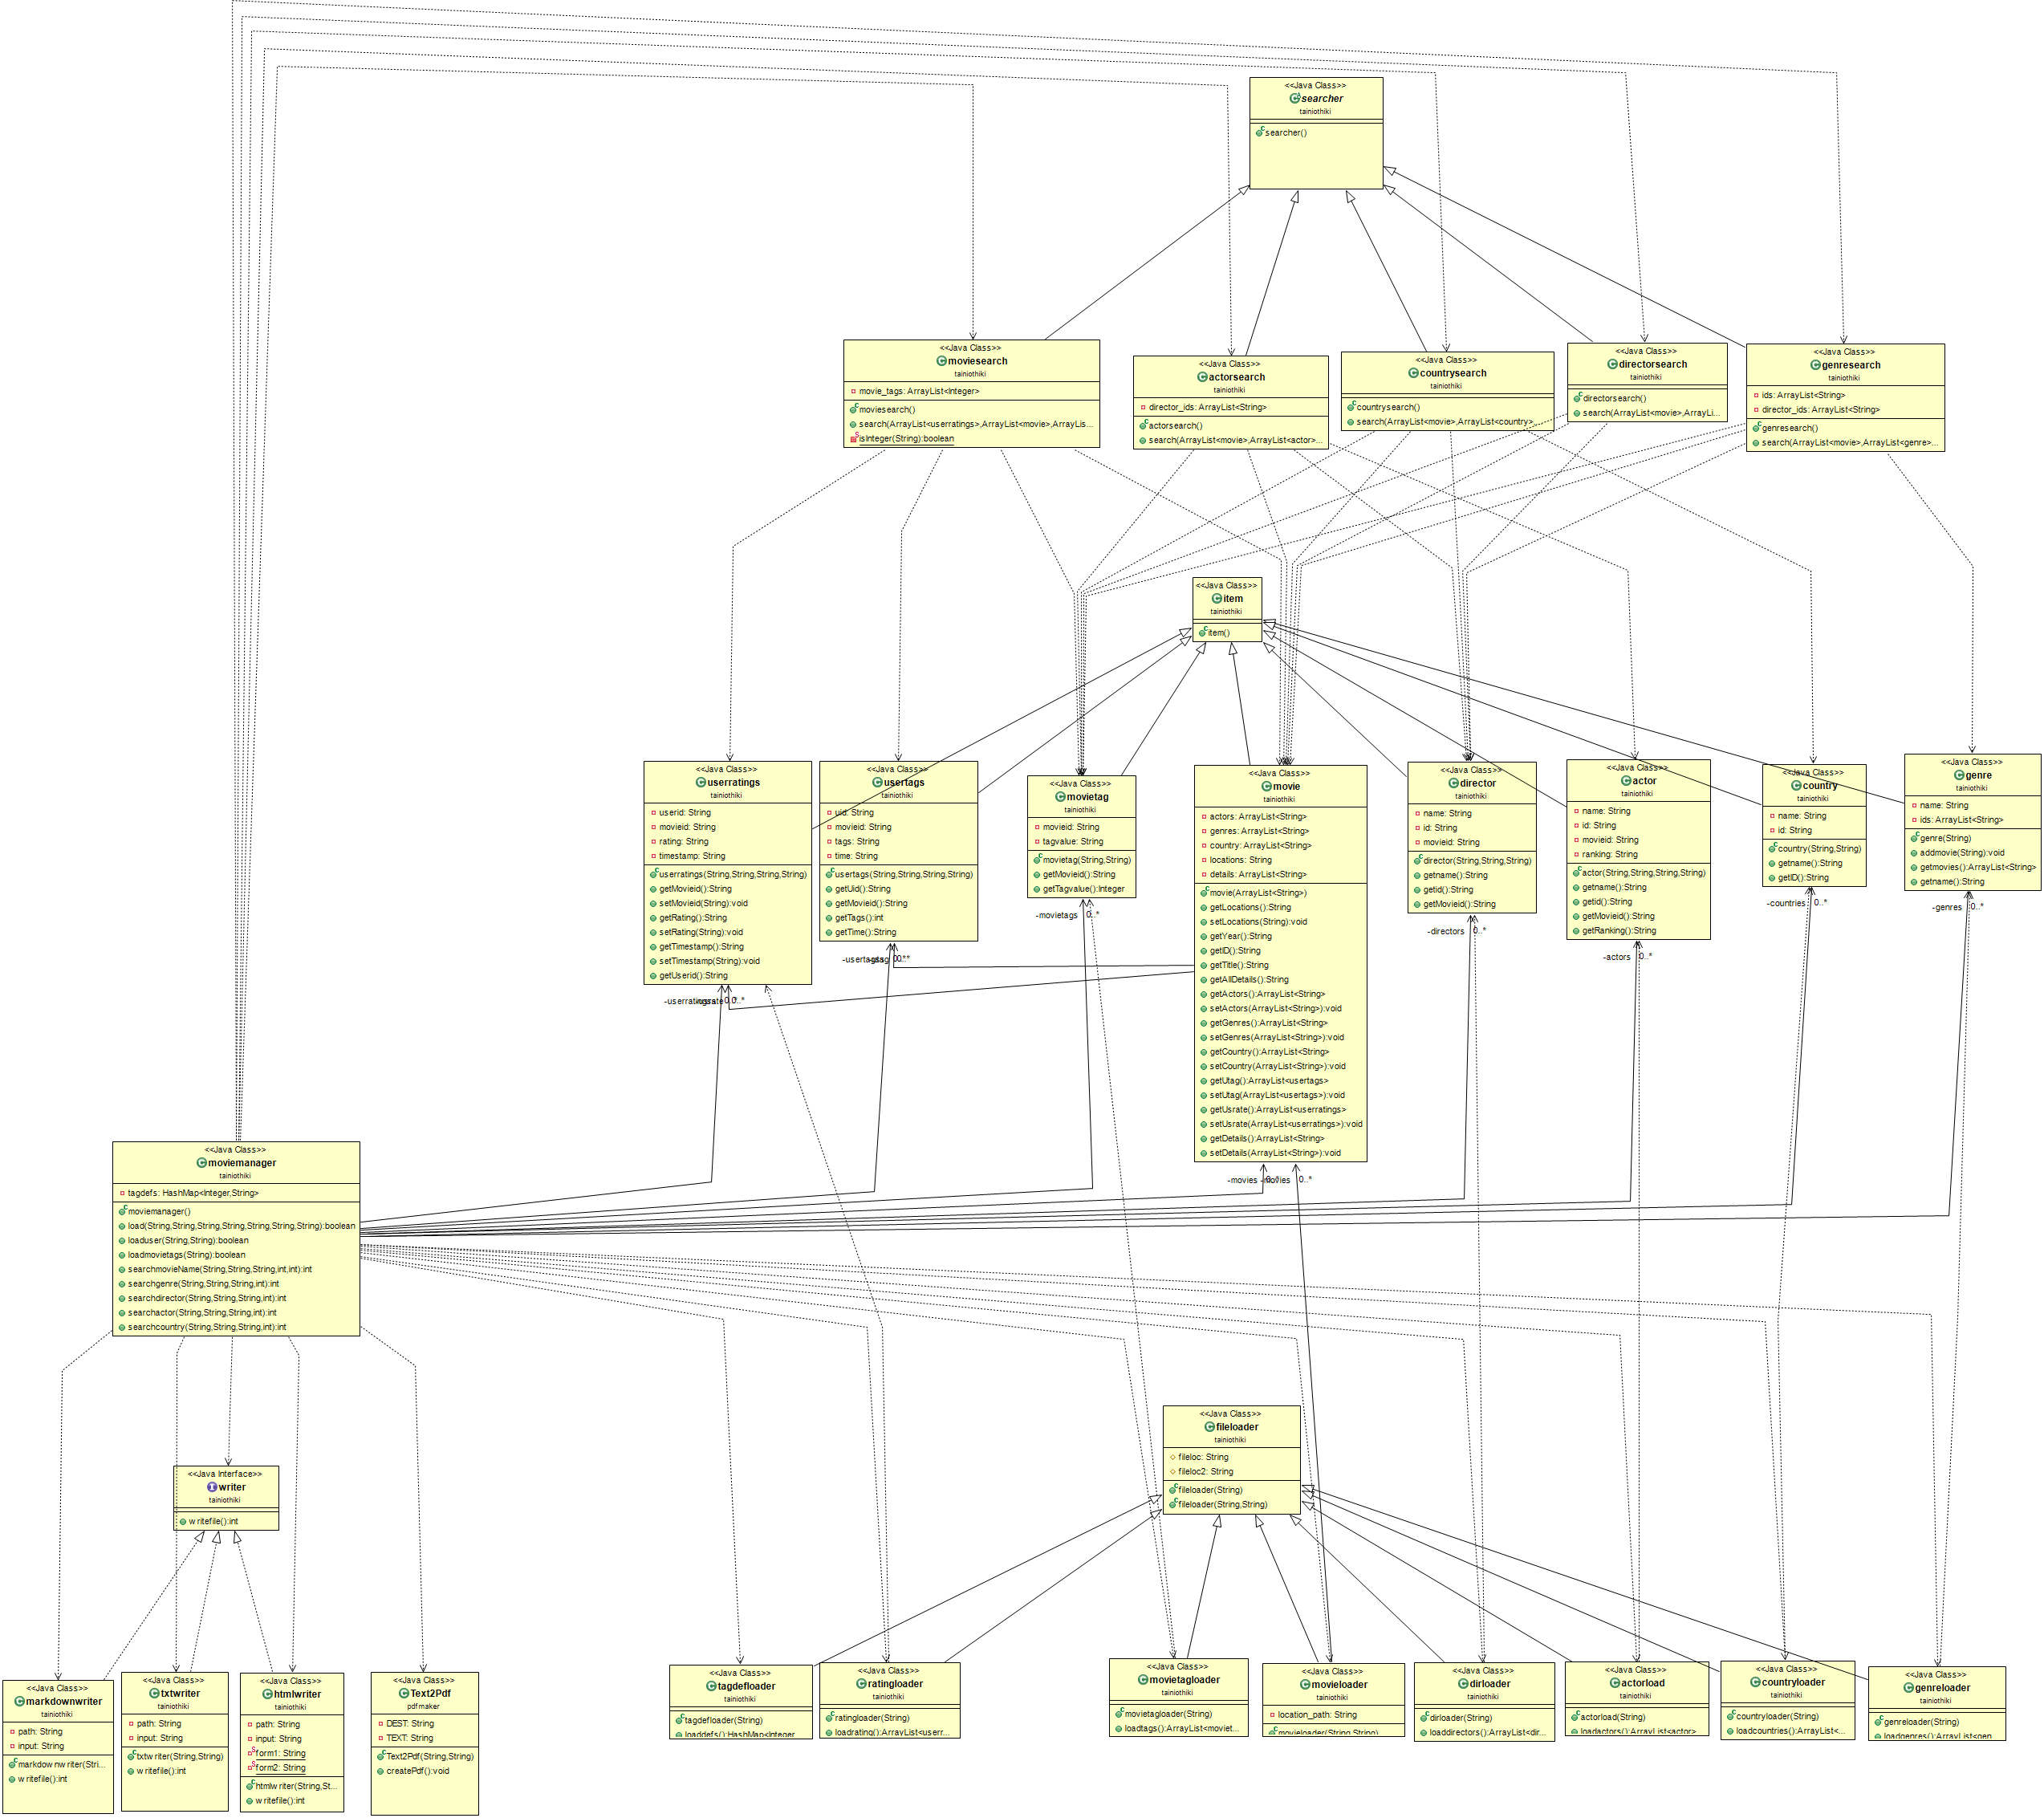 <<Java Class>>
searcher
tainiothiki
searcher()
<<Java Class>>
moviesearch
tainiothiki
movie_tags: ArrayList<Integer>
moviesearch()
search(ArrayList<userratings>,ArrayList<movie>,ArrayLis...
isInteger(String):boolean
<<Java Class>>
actorsearch
tainiothiki
director_ids: ArrayList<String>
actorsearch()
search(ArrayList<movie>,ArrayList<actor>...
<<Java Class>>
countrysearch
tainiothiki
countrysearch()
search(ArrayList<movie>,ArrayList<country>...
<<Java Class>>
directorsearch
tainiothiki
directorsearch()
search(ArrayList<movie>,ArrayLi...
<<Java Class>>
genresearch
tainiothiki
ids: ArrayList<String>
director_ids: ArrayList<String>
genresearch()
search(ArrayList<movie>,ArrayList<genre>...
<<Java Class>>
item
tainiothiki
item()
<<Java Class>>
userratings
tainiothiki
userid: String
movieid: String
rating: String
timestamp: String
userratings(String,String,String,String)
getMovieid():String
setMovieid(String):void
getRating():String
setRating(String):void
getTimestamp():String
setTimestamp(String):void
getUserid():String
<<Java Class>>
usertags
tainiothiki
uid: String
movieid: String
tags: String
time: String
usertags(String,String,String,String)
getUid():String
getMovieid():String
getTags():int
getTime():String
<<Java Class>>
movietag
tainiothiki
movieid: String
tagvalue: String
movietag(String,String)
getMovieid():String
getTagvalue():Integer
<<Java Class>>
movie
tainiothiki
actors: ArrayList<String>
genres: ArrayList<String>
country: ArrayList<String>
locations: String
details: ArrayList<String>
movie(ArrayList<String>)
getLocations():String
setLocations(String):void
getYear():String
getID():String
getTitle():String
getAllDetails():String
getActors():ArrayList<String>
setActors(ArrayList<String>):void
getGenres():ArrayList<String>
setGenres(ArrayList<String>):void
getCountry():ArrayList<String>
setCountry(ArrayList<String>):void
getUtag():ArrayList<usertags>
setUtag(ArrayList<usertags>):void
getUsrate():ArrayList<userratings>
setUsrate(ArrayList<userratings>):void
getDetails():ArrayList<String>
setDetails(ArrayList<String>):void
<<Java Class>>
director
tainiothiki
name: String
id: String
movieid: String
director(String,String,String)
getname():String
getid():String
getMovieid():String
<<Java Class>>
actor
tainiothiki
name: String
id: String
movieid: String
ranking: String
actor(String,String,String,String)
getname():String
getid():String
getMovieid():String
getRanking():String
<<Java Class>>
country
tainiothiki
name: String
id: String
country(String,String)
getname():String
getID():String
<<Java Class>>
genre
tainiothiki
name: String
ids: ArrayList<String>
genre(String)
addmovie(String):void
getmovies():ArrayList<String>
getname():String
-movietags 0..*
-directors 0..*
-actors 0..*
-countries 0..*
-genres 0..*
-movies
0..*
<<Java Class>>
moviemanager
tainiothiki
tagdefs: HashMap<Integer,String>
moviemanager()
load(String,String,String,String,String,String,String):boolean
loaduser(String,String):boolean
loadmovietags(String):boolean
searchmovieName(String,String,String,int,int):int
searchgenre(String,String,String,int):int
searchdirector(String,String,String,int):int
searchactor(String,String,String,int):int
searchcountry(String,String,String,int):int
<<Java Class>>
fileloader
tainiothiki
fileloc: String
fileloc2: String
fileloader(String)
fileloader(String,String)
<<Java Interface>>
writer
tainiothiki
writefile():int
<<Java Class>>
markdownwriter
tainiothiki
path: String
input: String
markdownwriter(Stri...
writefile():int
<<Java Class>>
txtwriter
tainiothiki
path: String
input: String
txtwriter(String,String)
writefile():int
<<Java Class>>
htmlwriter
tainiothiki
path: String
input: String
form1: String
form2: String
htmlwriter(String,St...
writefile():int
<<Java Class>>
Text2Pdf
pdfmaker
DEST: String
TEXT: String
Text2Pdf(String,String)
createPdf():void
<<Java Class>>
tagdefloader
tainiothiki
tagdefloader(String)
loaddefs():HashMap<Integer
<<Java Class>>
ratingloader
tainiothiki
ratingloader(String)
loadrating():ArrayList<userr...
<<Java Class>>
movietagloader
tainiothiki
movietagloader(String)
loadtags():ArrayList<moviet...
<<Java Class>>
movieloader
tainiothiki
location_path: String
movieloader(String,String)
<<Java Class>>
dirloader
tainiothiki
dirloader(String)
loaddirectors():ArrayList<dir...
<<Java Class>>
actorload
tainiothiki
actorload(String)
loadactors():ArrayList<actor>
<<Java Class>>
countryloader
tainiothiki
countryloader(String)
loadcountries():ArrayList<...
<<Java Class>>
genreloader
tainiothiki
genreloader(String)
loadgenres():ArrayList<gen